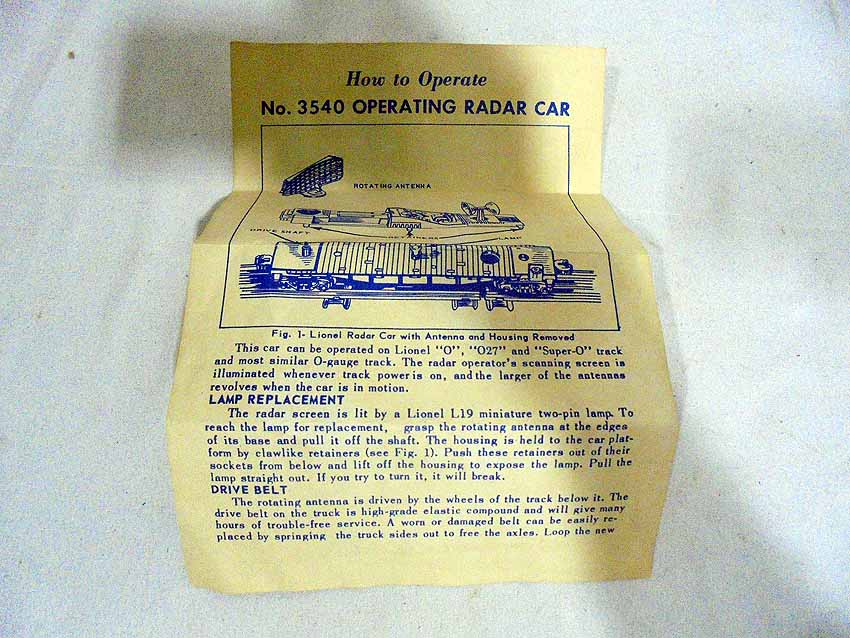 How to Operate
No. 3540 OPERATING RADAR CAR
ROTATING ANTENNA
DRIVE SHAFT
RETAINERS
LAMP
Fig. 1- Lionel Radar Car with Antenna and Housing Removed
This car can be operated on Lionel "O", "O27" and "Super-O" track
and most similar O-gauge track. The radar operator's scanning screen is
illuminated whenever track power is on, and the larger of the antennas
revolves when the car is in motion.
LAMP REPLACEMENT
The radar screen is lit by a Lionel L19 miniature two-pin lamp. To
reach the lamp for replacement, grasp the rotating antenna at the edges
of its base and pull it off the shaft. The housing is held to the car plat-
form by clawlike retainers (see Fig. 1). Push these retainers out of their
sockets from below and lift off the housing to expose the lamp. Pull the
lamp straight out. If you try to turn it, it will break.
DRIVE BELT
The rotating antenna is driven by the wheels of the track below it. The
drive belt on the truck is high-grade elastic compound and will give many
hours of trouble-free service. A worn or damaged belt can be easily re-
placed by springing the truck sides out to free the axles. Loop the new